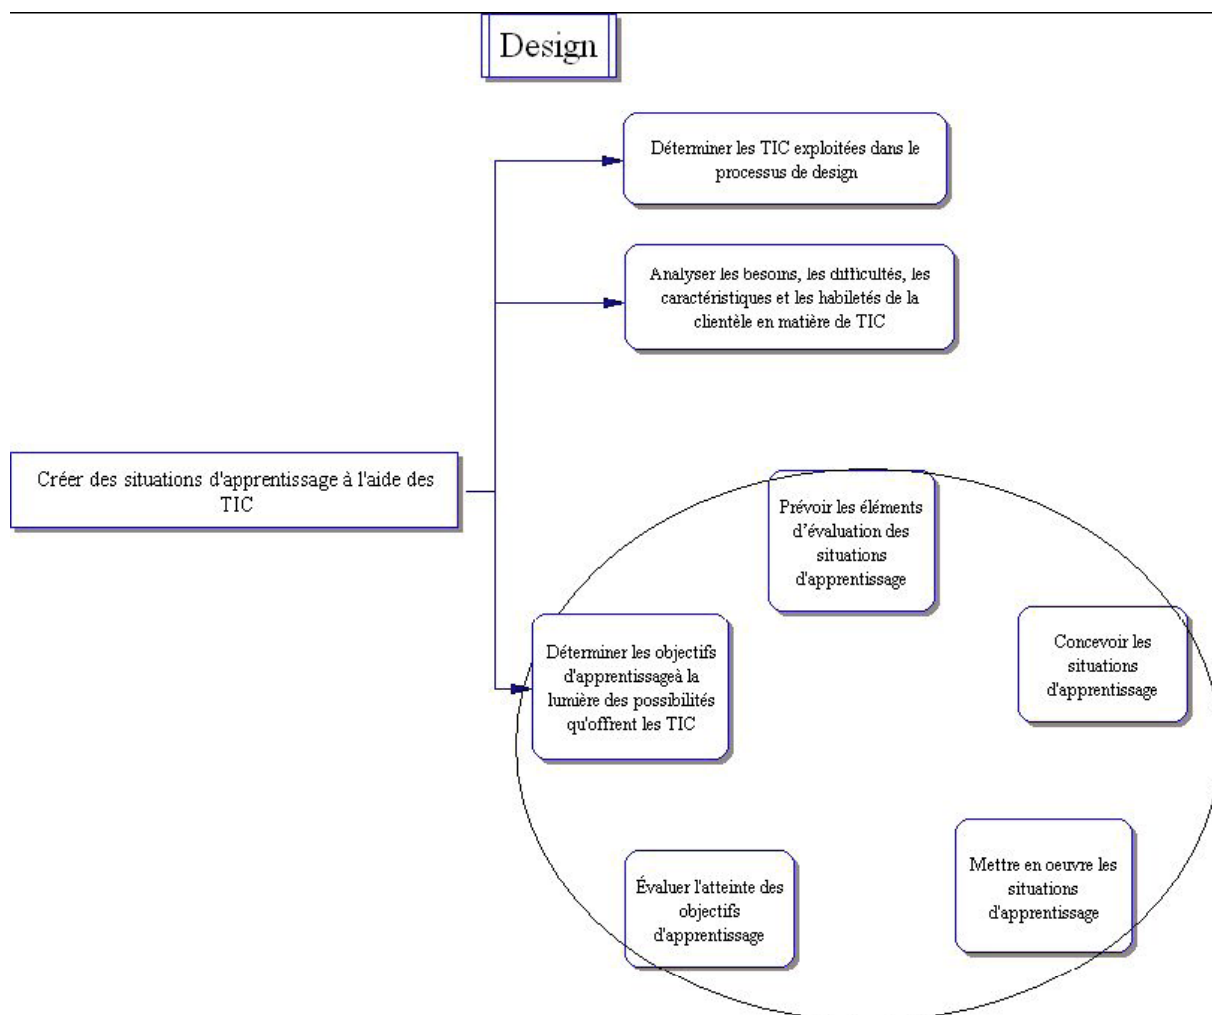 Design
Déterminer les TIC exploitées dans le
processus de design
Analyser les besoins, les difficultés, les
caractéristiques et les habiletés de la
clientèle en matière de TIC
Créer des situations d'apprentissage à l'aide des
TIC
Prévoir les éléments
d’évaluation des
situations
d'apprentissage
Déterminer les objectifs
d'apprentissageà la
lumière des possibilités
qu'offrent les TIC
Concevoir les
situations
d'apprentissage
Mettre en oeuvre les
situations
d'apprentissage
Évaluer l'atteinte des
objectifs
d'apprentissage